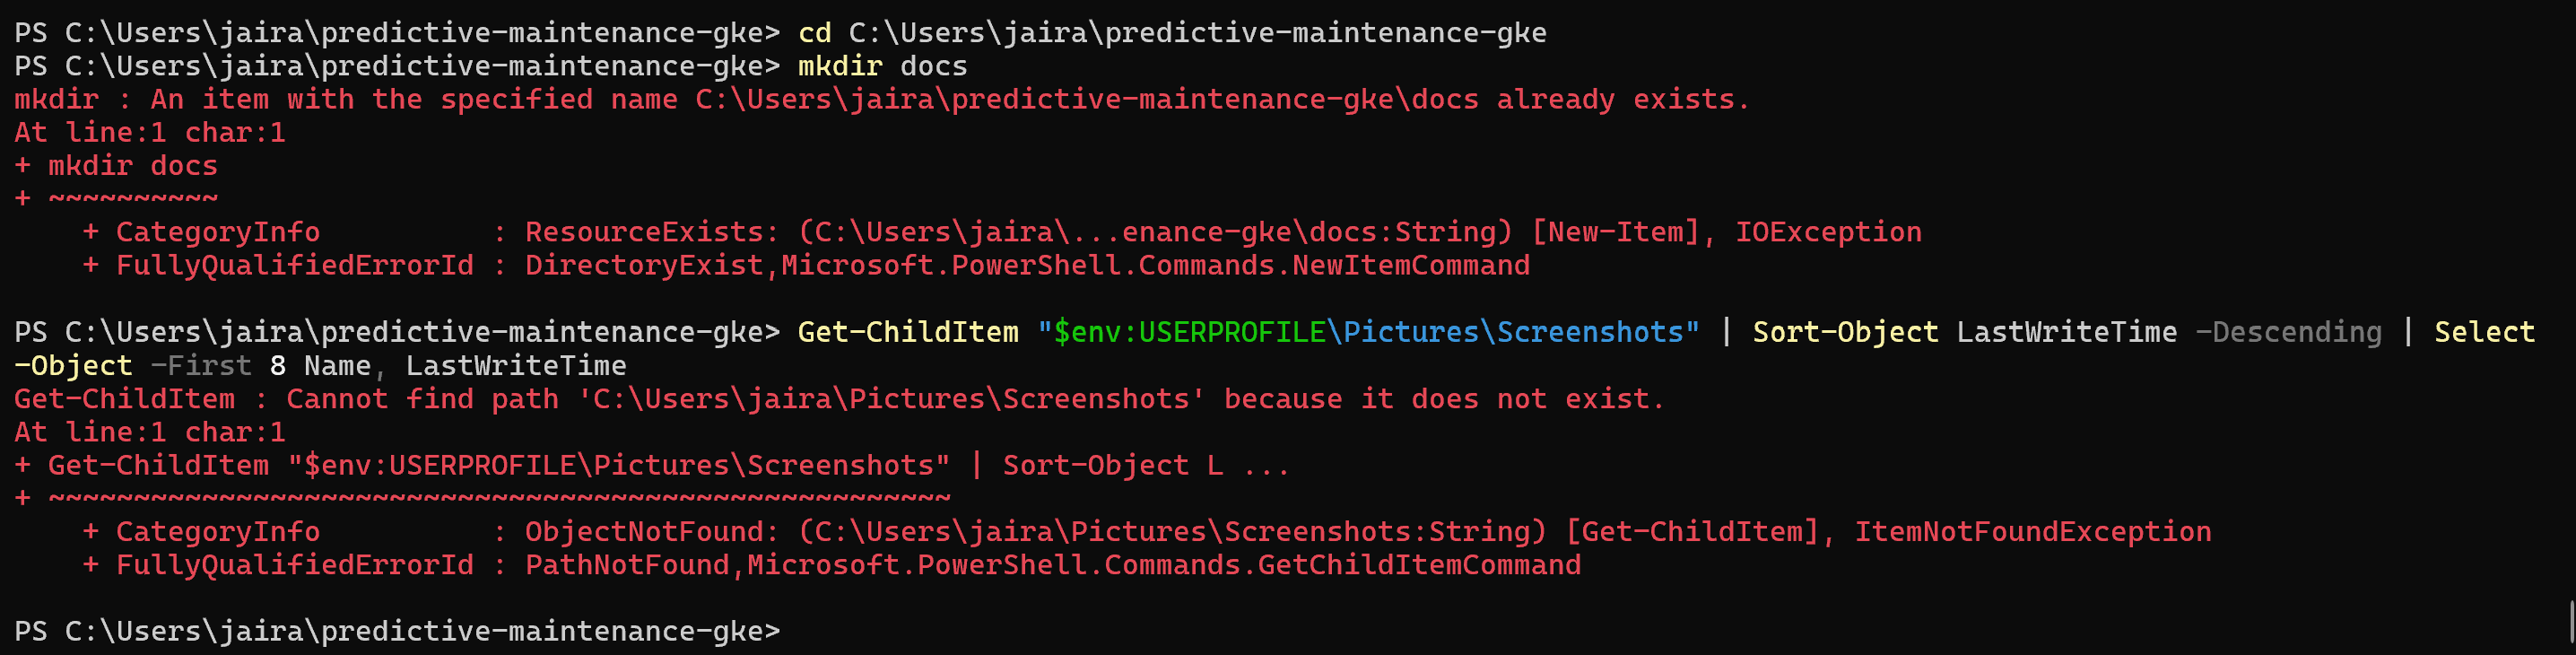 PS C:\Users\jaira\predictive-maintenance-gke> cd C:\Users\jaira\predictive-maintenance-gke
PS C:\Users\jaira\predictive-maintenance-gke> mkdir docs
mkdir : An item with the specified name C:\Users\jaira\predictive-maintenance-gke\docs already exists.
At line:1 char:1
+ mkdir docs
+ ~~~~~~~~~~
    + CategoryInfo          : ResourceExists: (C:\Users\jaira\...enance-gke\docs:String) [New-Item], IOException
    + FullyQualifiedErrorId : DirectoryExist,Microsoft.PowerShell.Commands.NewItemCommand

PS C:\Users\jaira\predictive-maintenance-gke> Get-ChildItem "$env:USERPROFILE\Pictures\Screenshots" | Sort-Object LastWriteTime -Descending | Select
-Object -First 8 Name, LastWriteTime
Get-ChildItem : Cannot find path 'C:\Users\jaira\Pictures\Screenshots' because it does not exist.
At line:1 char:1
+ Get-ChildItem "$env:USERPROFILE\Pictures\Screenshots" | Sort-Object L ...
+ ~~~~~~~~~~~~~~~~~~~~~~~~~~~~~~~~~~~~~~~~~~~~~~~~~~~~~
    + CategoryInfo          : ObjectNotFound: (C:\Users\jaira\Pictures\Screenshots:String) [Get-ChildItem], ItemNotFoundException
    + FullyQualifiedErrorId : PathNotFound,Microsoft.PowerShell.Commands.GetChildItemCommand

PS C:\Users\jaira\predictive-maintenance-gke>